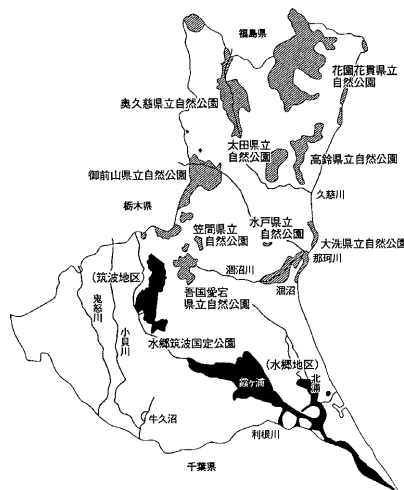 福島県
花園花貫県立
自然公園
奥久慈県立自然公園
太田県立
自然公園
高鈴県立自然公園
御前山県立自然公園
久慈川
栃木県
水戸県立
自然公園
笠間県立
自然公園
大洗県立自然公園
那珂川
涸沼川
涸沼
(筑波地区)
吾国愛宕
県立自然公園
鬼怒川
小貝川
水郷筑波国定公園
(水郷地区)
霞ヶ浦
北浦
牛久沼
利根川
千葉県